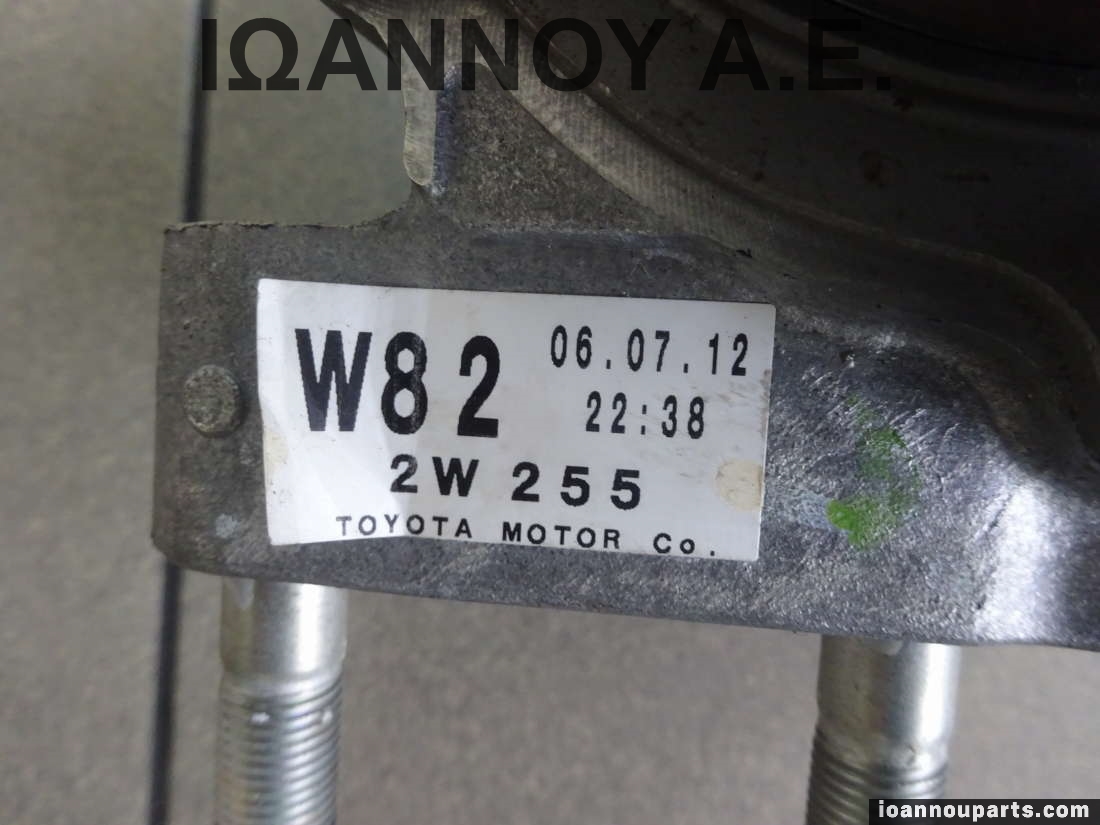 ΙΩΑΝΝΟΥ Α.Ε.
W82 06.07.12
22:38
2W 255
TOYOTA MOTOR Co.
ioannouparts.com